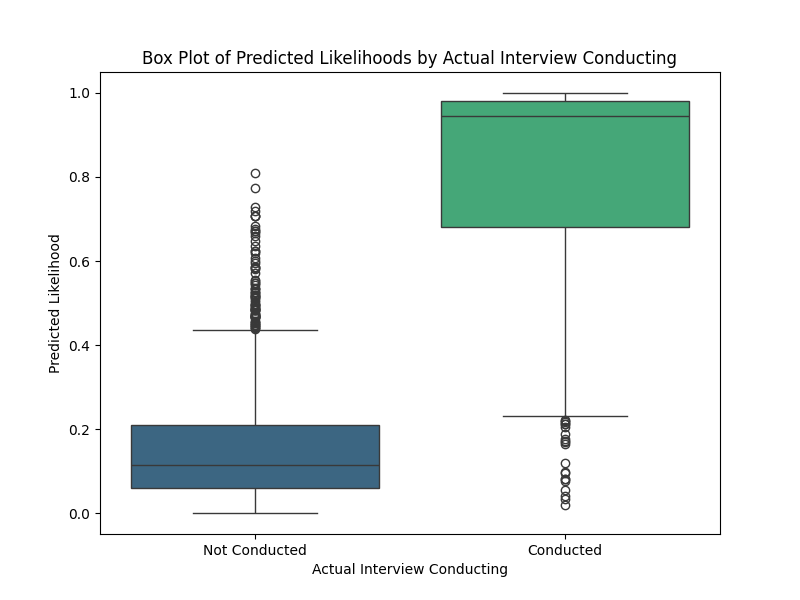 Box Plot of Predicted Likelihoods by Actual Interview Conducting
Predicted Likelihood
1.0
0.8
0.6
0.4
0.2
0.0
Not Conducted
Conducted
Actual Interview Conducting